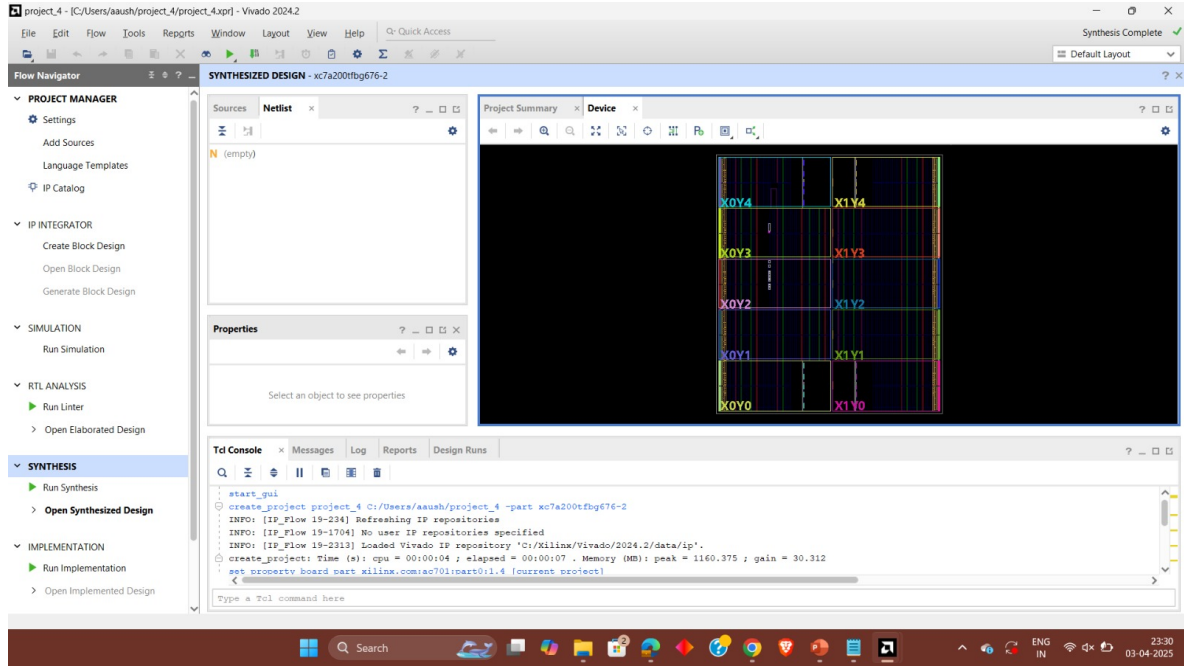 project_4 - [C:/Users/aaush/project_4/project_4.xpr] - Vivado 2024.2
File Edit Flow Tools Reports Window Layout View Help Q- Quick Access Synthesis Complete
Default Layout
Flow Navigator
SYNTHESIZED DESIGN - xc7a200tfbg676-2
PROJECT MANAGER
Settings
Add Sources
Language Templates
IP Catalog
IP INTEGRATOR
Create Block Design
Open Block Design
Generate Block Design
SIMULATION
Run Simulation
RTL ANALYSIS
Run Linter
Open Elaborated Design
SYNTHESIS
Run Synthesis
Open Synthesized Design
IMPLEMENTATION
Run Implementation
Open Implemented Design
Sources Netlist
N (empty)
Properties
Select an object to see properties
Project Summary Device
X0Y4 X1Y4
X0Y3 X1Y3
X0Y2 X1Y2
X0Y1 X1Y1
X0Y0 X1Y0
Tcl Console Messages Log Reports Design Runs
start_gui
create_project project_4 C:/Users/aaush/project_4 -part xc7a200tfbg676-2
INFO: [IP_Flow 19-234] Refreshing IP repositories
INFO: [IP_Flow 19-1704] No user IP repositories specified
INFO: [IP_Flow 19-2313] Loaded Vivado IP repository 'C:/Xilinx/Vivado/2024.2/data/ip'.
create_project: Time (s): cpu = 00:00:04 ; elapsed = 00:00:07 . Memory (MB): peak = 1160.375 ; gain = 30.312
set_property board_part xilinx.com:ac701:part0:1.4 [current_project]
Type a Tcl command here
Search
2
ENG
IN
23:30
03-04-2025